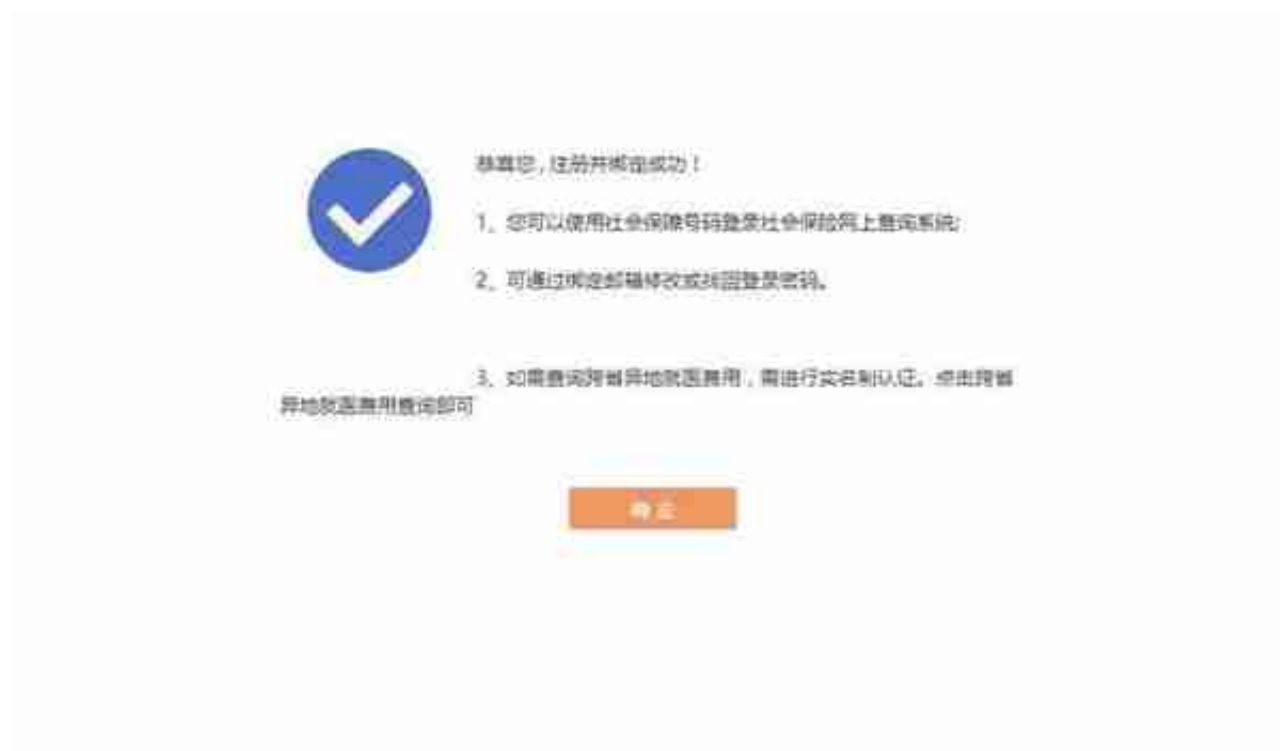 恭喜您，注册并绑定成功！
1、您可以使用社会保障号码登录社会保险网上查询系统;
2、可通过绑定邮箱修改或找回登录密码。
3、如需查询跨省异地就医费用，需进行实名制认证。点击跨省
异地就医费用查询即可
确 定